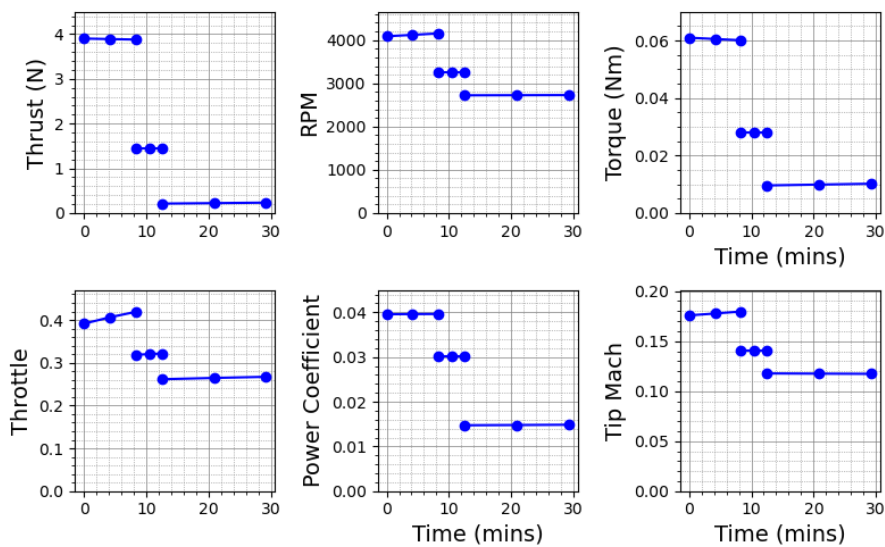 Thrust (N)
4
3
2
1
0
0 10 20 30
RPM
4000
3000
2000
1000
0
0 10 20 30
Torque (Nm)
0.06
0.04
0.02
0.00
0 10 20 30
Time (mins)
Throttle
0.4
0.3
0.2
0.1
0.0
0 10 20 30
Power Coefficient
0.04
0.03
0.02
0.01
0.00
0 10 20 30
Time (mins)
Tip Mach
0.20
0.15
0.10
0.05
0.00
0 10 20 30
Time (mins)